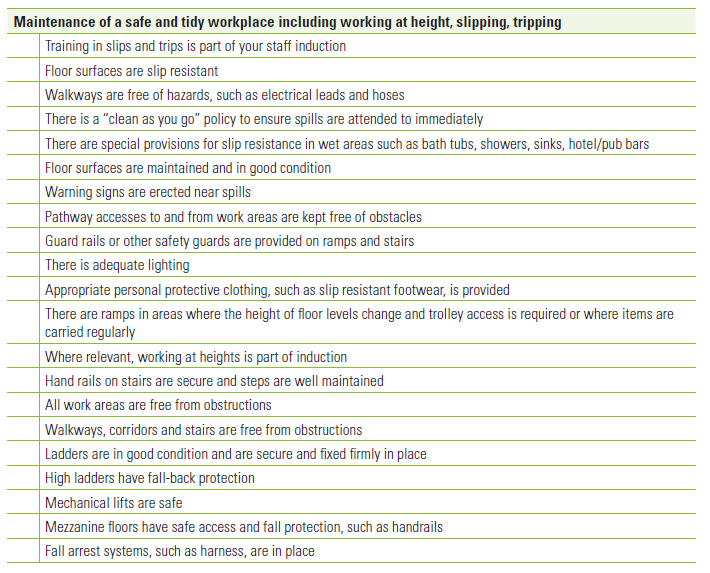 Maintenance of a safe and tidy workplace including working at height, slipping, tripping
Training in slips and trips is part of your staff induction
Floor surfaces are slip resistant
Walkways are free of hazards, such as electrical leads and hoses
There is a “clean as you go” policy to ensure spills are attended to immediately
There are special provisions for slip resistance in wet areas such as bath tubs, showers, sinks, hotel/pub bars
Floor surfaces are maintained and in good condition
Warning signs are erected near spills
Pathway accesses to and from work areas are kept free of obstacles
Guard rails or other safety guards are provided on ramps and stairs
There is adequate lighting
Appropriate personal protective clothing, such as slip resistant footwear, is provided
There are ramps in areas where the height of floor levels change and trolley access is required or where items are
carried regularly
Where relevant, working at heights is part of induction
Hand rails on stairs are secure and steps are well maintained
All work areas are free from obstructions
Walkways, corridors and stairs are free from obstructions
Ladders are in good condition and are secure and fixed firmly in place
High ladders have fall-back protection
Mechanical lifts are safe
Mezzanine floors have safe access and fall protection, such as handrails
Fall arrest systems, such as harness, are in place